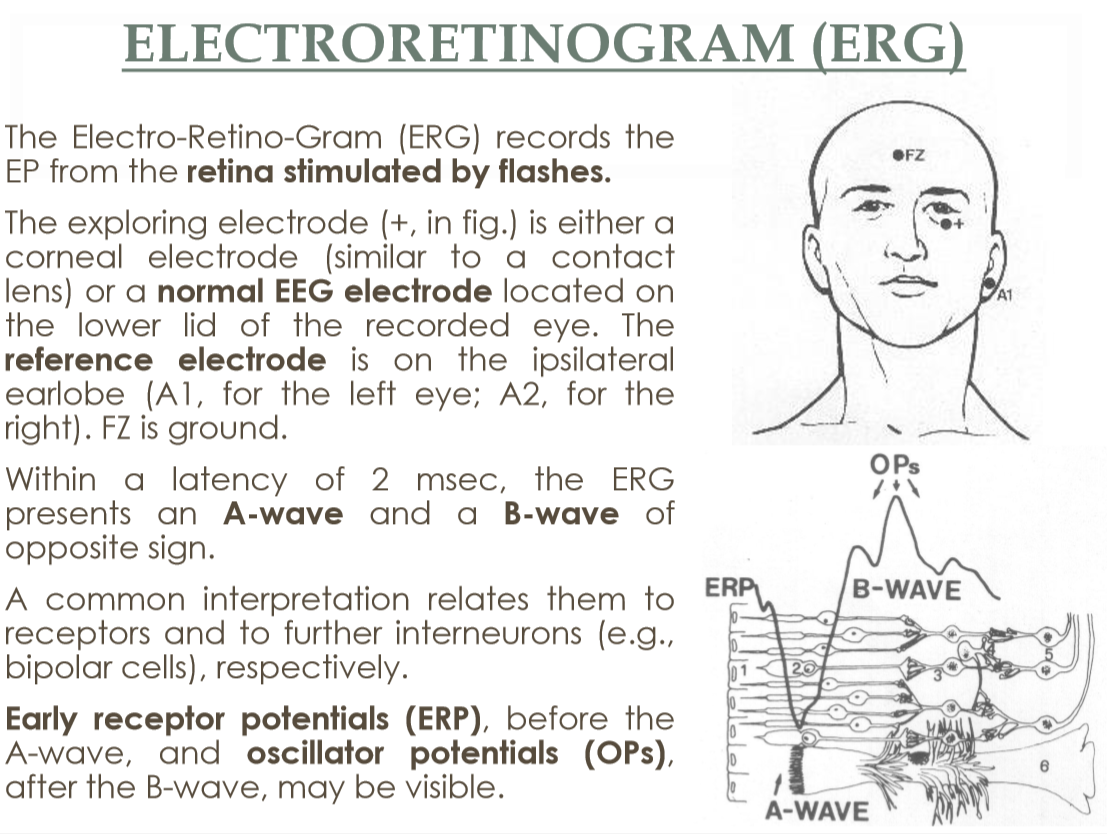 ELECTRORETINOGRAM (ERG)
The Electro-Retino-Gram (ERG) records the
EP from the retina stimulated by flashes.
The exploring electrode (+, in fig.) is either a
corneal electrode (similar to a contact
lens) or a normal EEG electrode located on
the lower lid of the recorded eye. The
reference electrode is on the ipsilateral
earlobe (A1, for the left eye; A2, for the
right). FZ is ground.
Within a latency of 2 msec, the ERG
presents an A-wave and a B-wave of
opposite sign.
A common interpretation relates them to
receptors and to further interneurons (e.g.,
bipolar cells), respectively.
Early receptor potentials (ERP), before the
A-wave, and oscillator potentials (OPs),
after the B-wave, may be visible.
FZ
+
A1
OPs
ERP
B-WAVE
1
2
3
5
6
A-WAVE